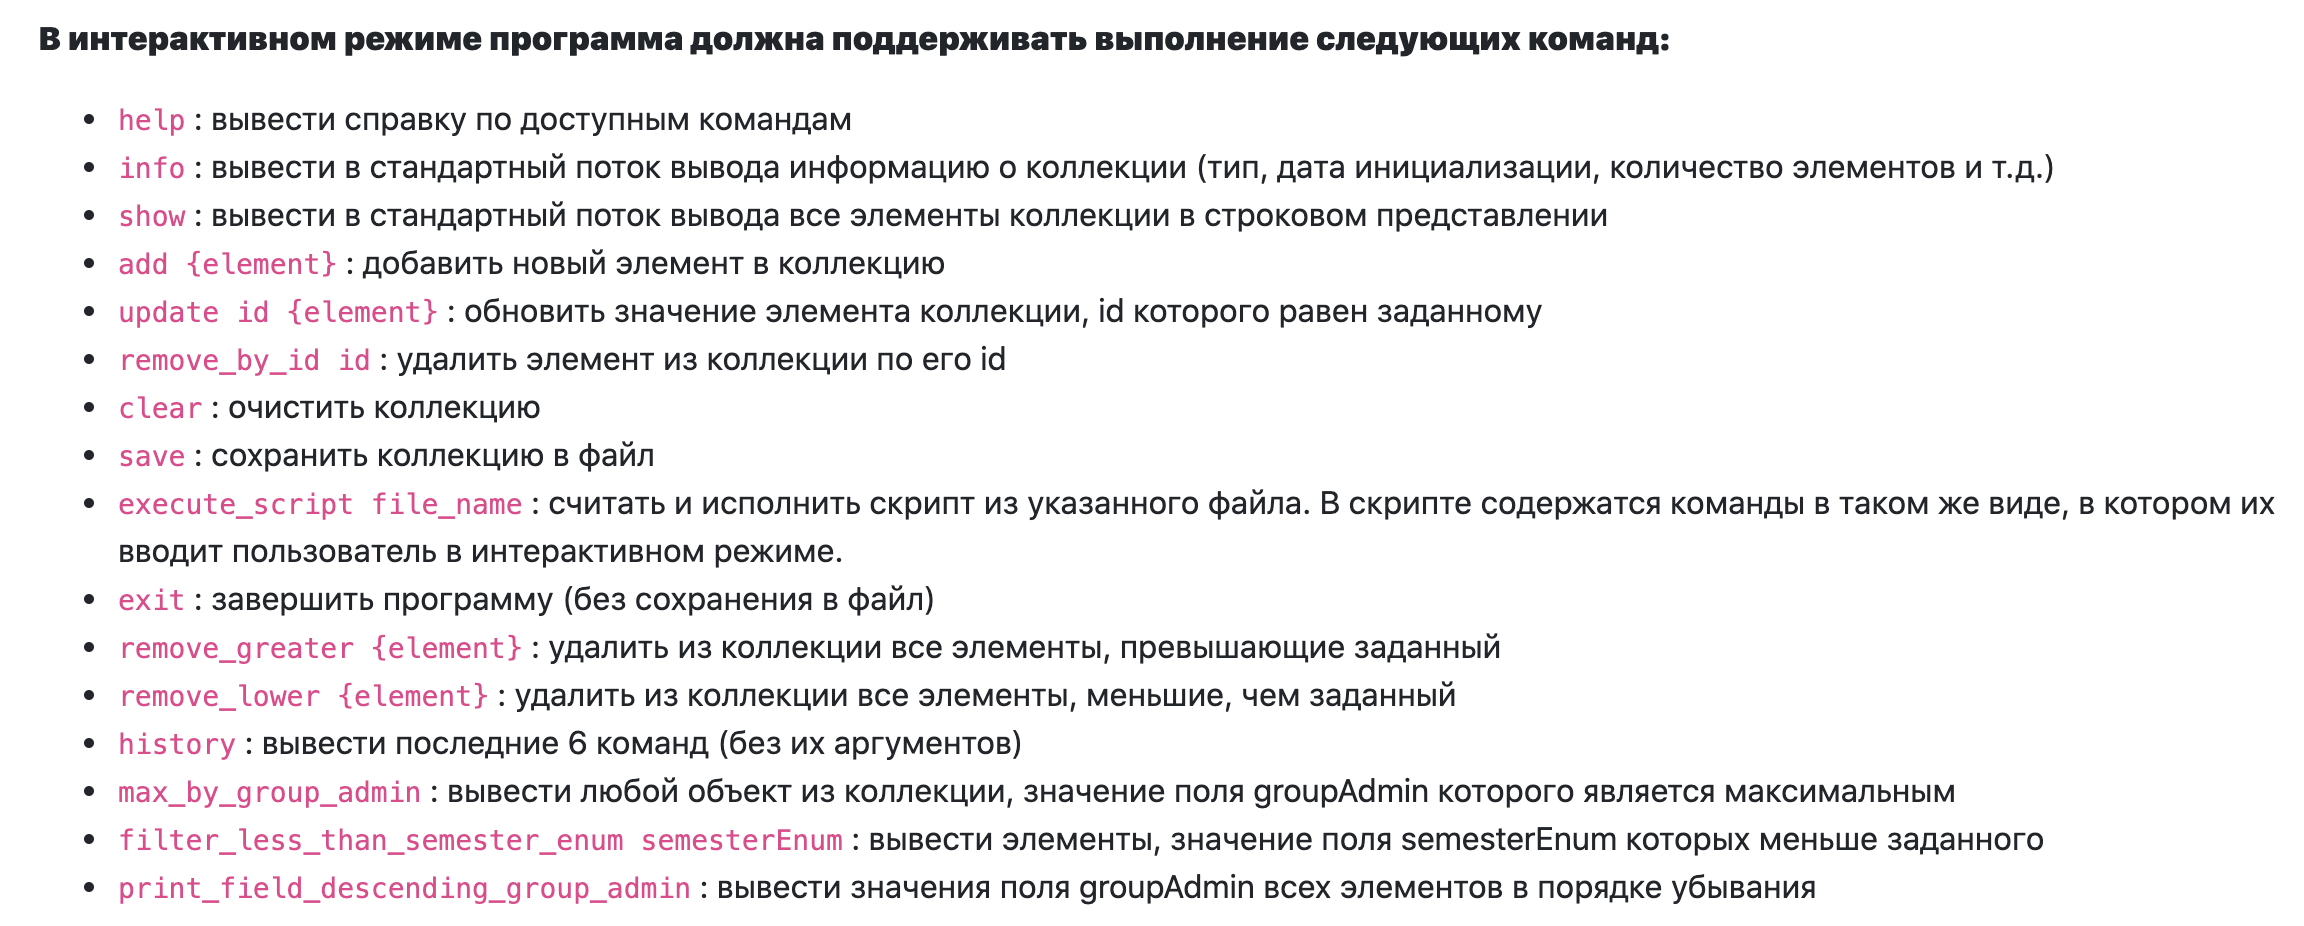 В интерактивном режиме программа должна поддерживать выполнение следующих команд:
• help : вывести справку по доступным командам
• info : вывести в стандартный поток вывода информацию о коллекции (тип, дата инициализации, количество элементов и т.д.)
• show : вывести в стандартный поток вывода все элементы коллекции в строковом представлении
• add {element} : добавить новый элемент в коллекцию
• update id {element} : обновить значение элемента коллекции, id которого равен заданному
• remove_by_id id : удалить элемент из коллекции по его id
• clear : очистить коллекцию
• save : сохранить коллекцию в файл
• execute_script file_name : считать и исполнить скрипт из указанного файла. В скрипте содержатся команды в таком же виде, в котором их
вводит пользователь в интерактивном режиме.
• exit : завершить программу (без сохранения в файл)
• remove_greater {element} : удалить из коллекции все элементы, превышающие заданный
• remove_lower {element} : удалить из коллекции все элементы, меньшие, чем заданный
• history : вывести последние 6 команд (без их аргументов)
• max_by_group_admin : вывести любой объект из коллекции, значение поля groupAdmin которого является максимальным
• filter_less_than_semester_enum semesterEnum : вывести элементы, значение поля semesterEnum которых меньше заданного
• print_field_descending_group_admin : вывести значения поля groupAdmin всех элементов в порядке убывания